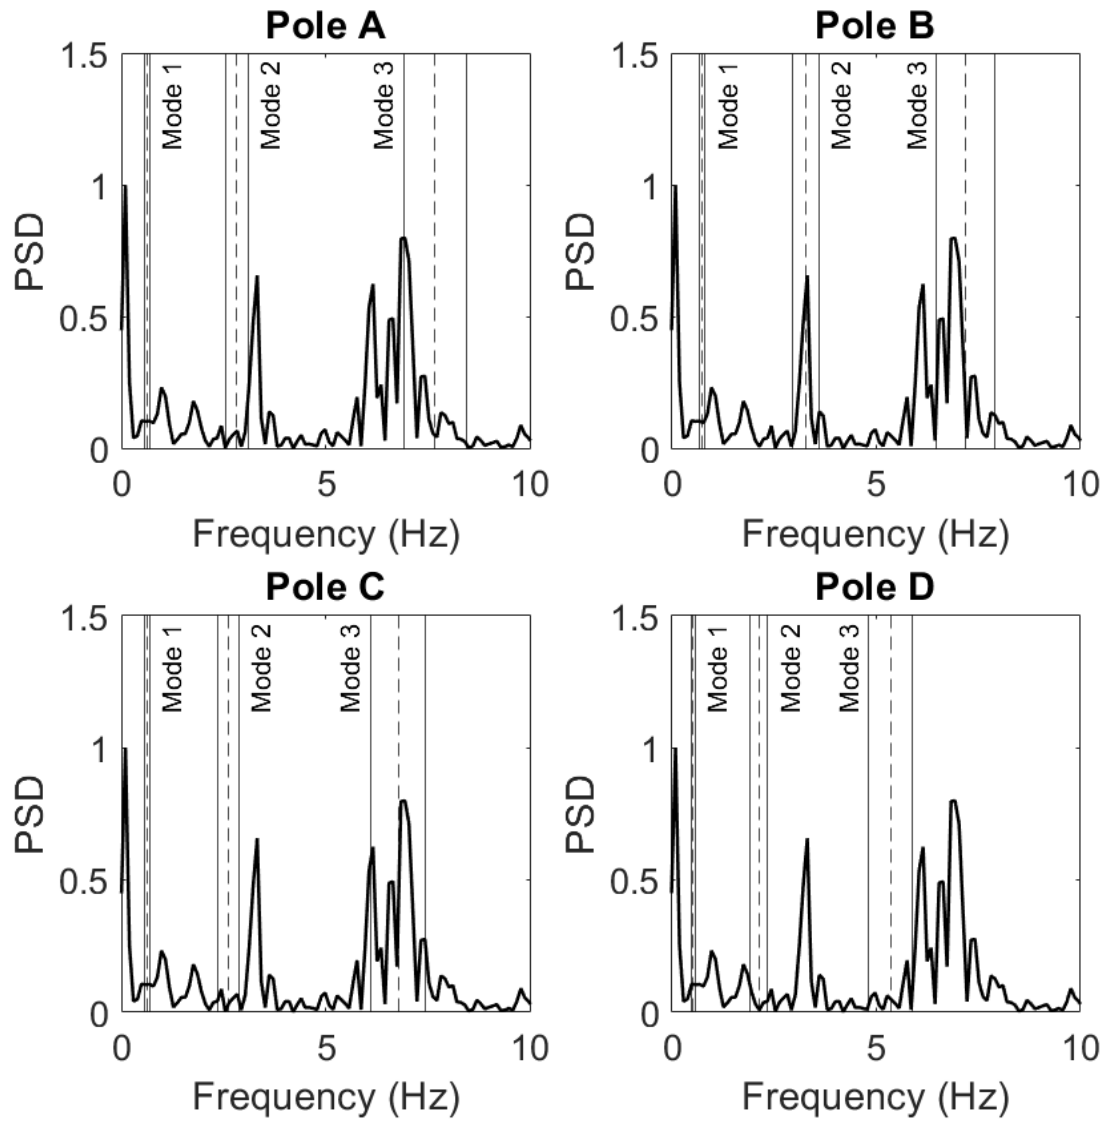 Pole A
1.5
1
0.5
0
PSD
Mode 1
Mode 2
Mode 3
0 5 10
Frequency (Hz)
Pole B
1.5
1
0.5
0
PSD
Mode 1
Mode 2
Mode 3
0 5 10
Frequency (Hz)
Pole C
1.5
1
0.5
0
PSD
Mode 1
Mode 2
Mode 3
0 5 10
Frequency (Hz)
Pole D
1.5
1
0.5
0
PSD
Mode 1
Mode 2
Mode 3
0 5 10
Frequency (Hz)